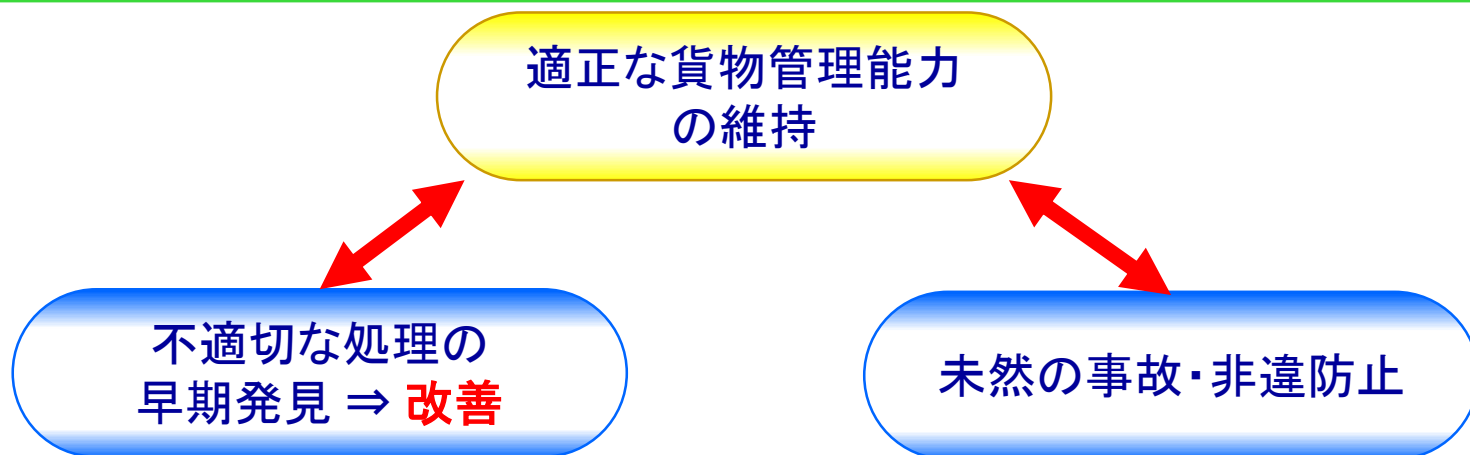 適正な貨物管理能力
の維持
不適切な処理の
早期発見 ⇒ 改善
未然の事故・非違防止